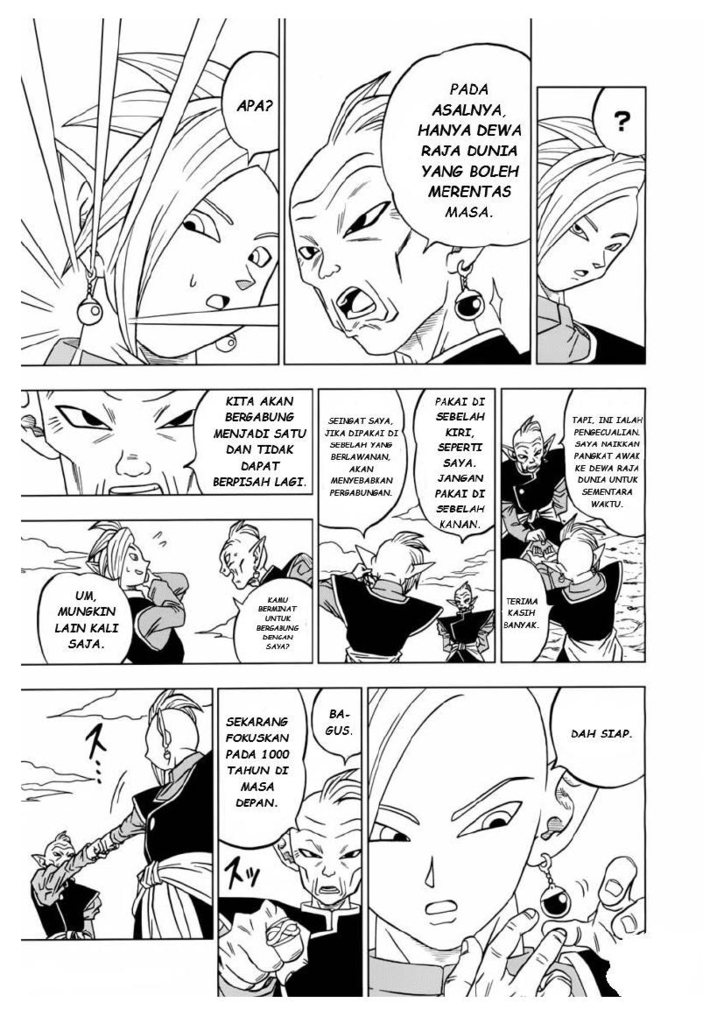 ?
PADA
ASALNYA,
HANYA DEWA
RAJA DUNIA
YANG BOLEH
MERENTAS
MASA.
APA?
TAPI, INI IALAH
PENGECUALIAN.
SAYA NAIKKAN
PANGKAT AWAK
KE DEWA RAJA
DUNIA UNTUK
SEMENTARA
WAKTU.
TERIMA
KASIH
BANYAK.
PAKAI DI
SEBELAH
KIRI,
SEPERTI
SAYA.
JANGAN
PAKAI DI
SEBELAH
KANAN.
SEINGAT SAYA,
JIKA DIPAKAI DI
SEBELAH YANG
BERLAWANAN,
AKAN
MENYEBABKAN
PERGABUNGAN.
KITA AKAN
BERGABUNG
MENJADI SATU
DAN TIDAK
DAPAT
BERPISAH LAGI.
KAMU
BERMINAT
UNTUK
BERGABUNG
DENGAN
SAYA?
UM,
MUNGKIN
LAIN KALI
SAJA.
DAH SIAP.
BA-
GUS.
SEKARANG
FOKUSKAN
PADA 1000
TAHUN DI
MASA
DEPAN.
スッ
ス…